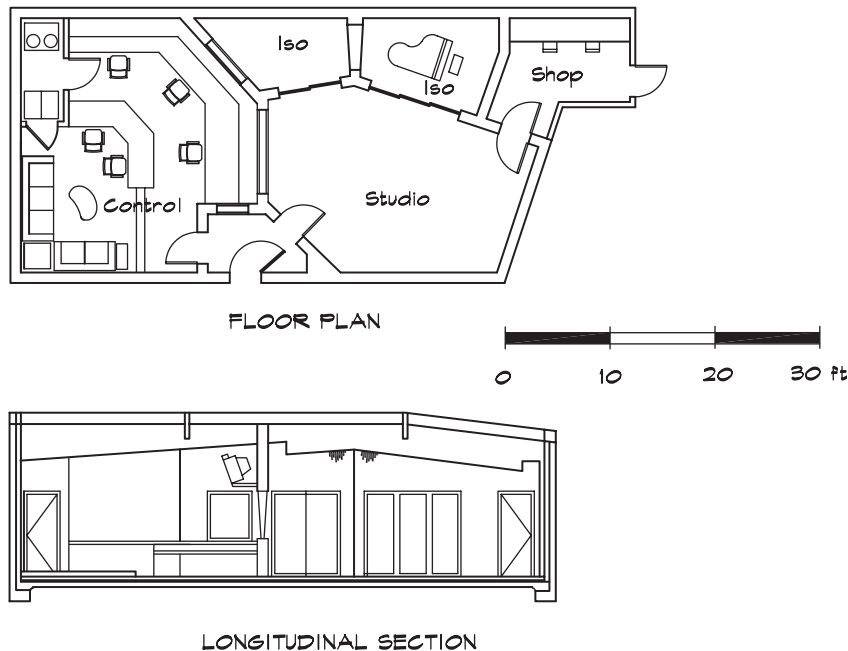 Iso
Iso
Shop
Studio
Control
FLOOR PLAN
0 10 20 30 ft
LONGITUDINAL SECTION